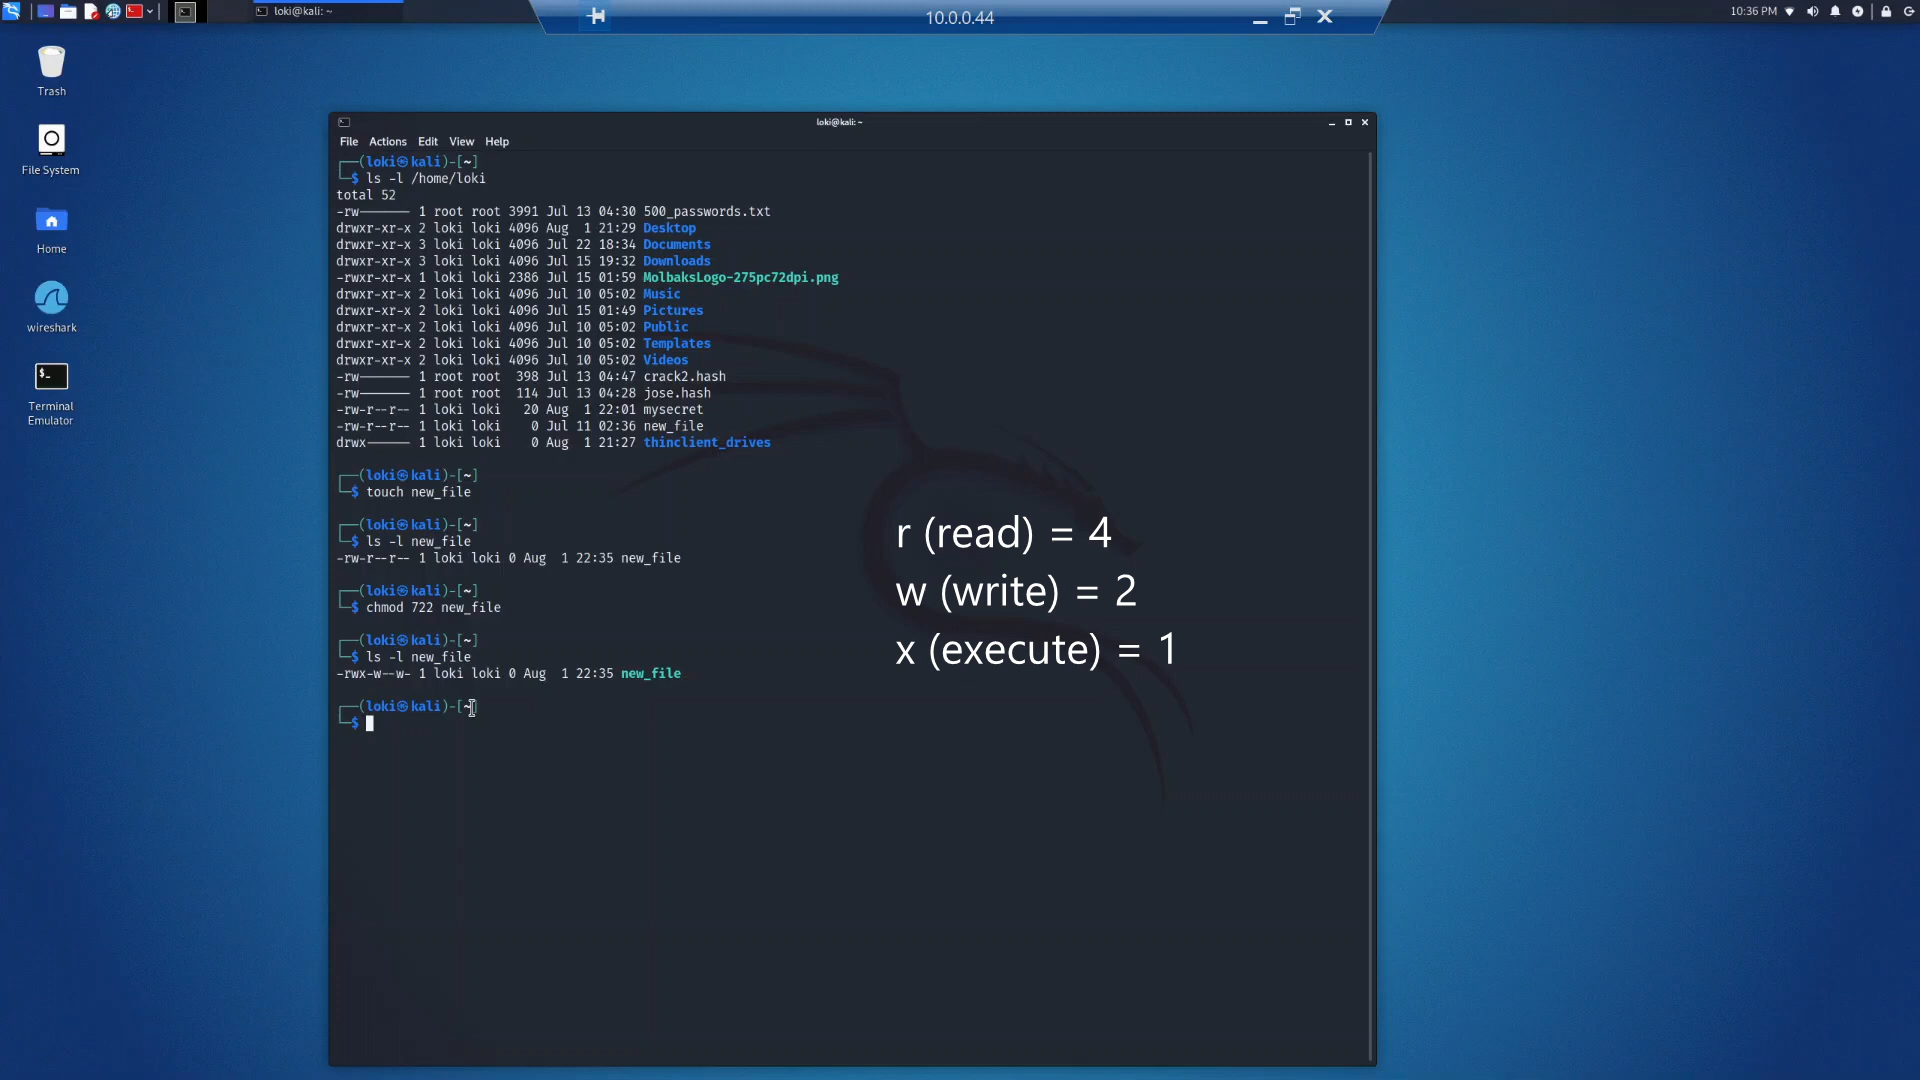 loki@kali: ~
10.0.0.44
10:36 PM
Trash
File System
Home
wireshark
Terminal
Emulator
loki@kali: ~
File Actions Edit View Help
┌──(loki㉿kali)-[~]
└─$ ls -l /home/loki
total 52
-rw------- 1 root root 3991 Jul 13 04:30 500_passwords.txt
drwxr-xr-x 2 loki loki 4096 Aug  1 21:29 Desktop
drwxr-xr-x 3 loki loki 4096 Jul 22 18:34 Documents
drwxr-xr-x 3 loki loki 4096 Jul 15 19:32 Downloads
-rwxr-xr-x 1 loki loki 2386 Jul 15 01:59 MolbaksLogo-275pc72dpi.png
drwxr-xr-x 2 loki loki 4096 Jul 10 05:02 Music
drwxr-xr-x 2 loki loki 4096 Jul 15 01:49 Pictures
drwxr-xr-x 2 loki loki 4096 Jul 10 05:02 Public
drwxr-xr-x 2 loki loki 4096 Jul 10 05:02 Templates
drwxr-xr-x 2 loki loki 4096 Jul 10 05:02 Videos
-rw------- 1 root root  398 Jul 13 04:47 crack2.hash
-rw------- 1 root root  114 Jul 13 04:28 jose.hash
-rw-r--r-- 1 loki loki   20 Aug  1 22:01 mysecret
-rw-r--r-- 1 loki loki    0 Jul 11 02:36 new_file
drwx------ 1 loki loki    0 Aug  1 21:27 thinclient_drives
┌──(loki㉿kali)-[~]
└─$ touch new_file
┌──(loki㉿kali)-[~]
└─$ ls -l new_file
-rw-r--r-- 1 loki loki 0 Aug  1 22:35 new_file
┌──(loki㉿kali)-[~]
└─$ chmod 722 new_file
┌──(loki㉿kali)-[~]
└─$ ls -l new_file
-rwx-w--w- 1 loki loki 0 Aug  1 22:35 new_file
┌──(loki㉿kali)-[~]
└─$
r (read) = 4
w (write) = 2
x (execute) = 1